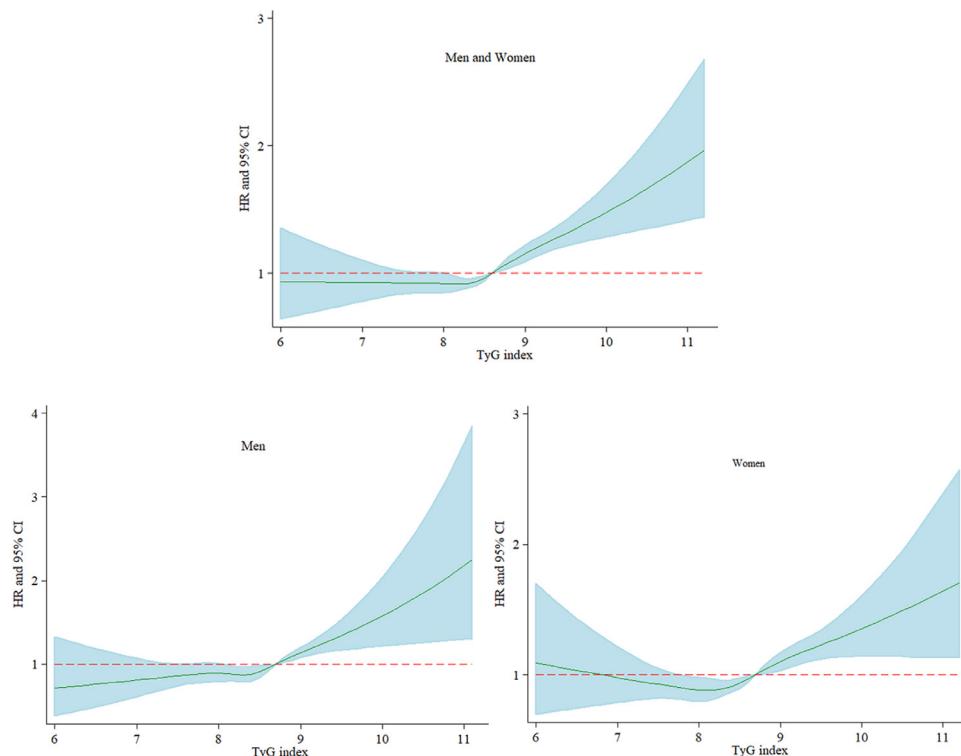 3
Men and Women
2
1
HR and 95% CI
6 7 8 9 10 11
TyG index
4
Men
3
2
1
HR and 95% CI
6 7 8 9 10 11
TyG index
3
Women
2
1
HR and 95% CI
6 7 8 9 10 11
TyG index